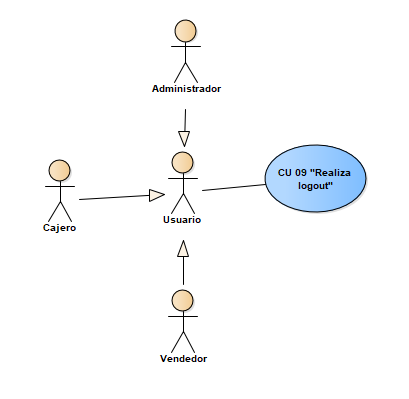 Administrador
CU 09 "Realiza
logout"
Usuario
Cajero
Vendedor